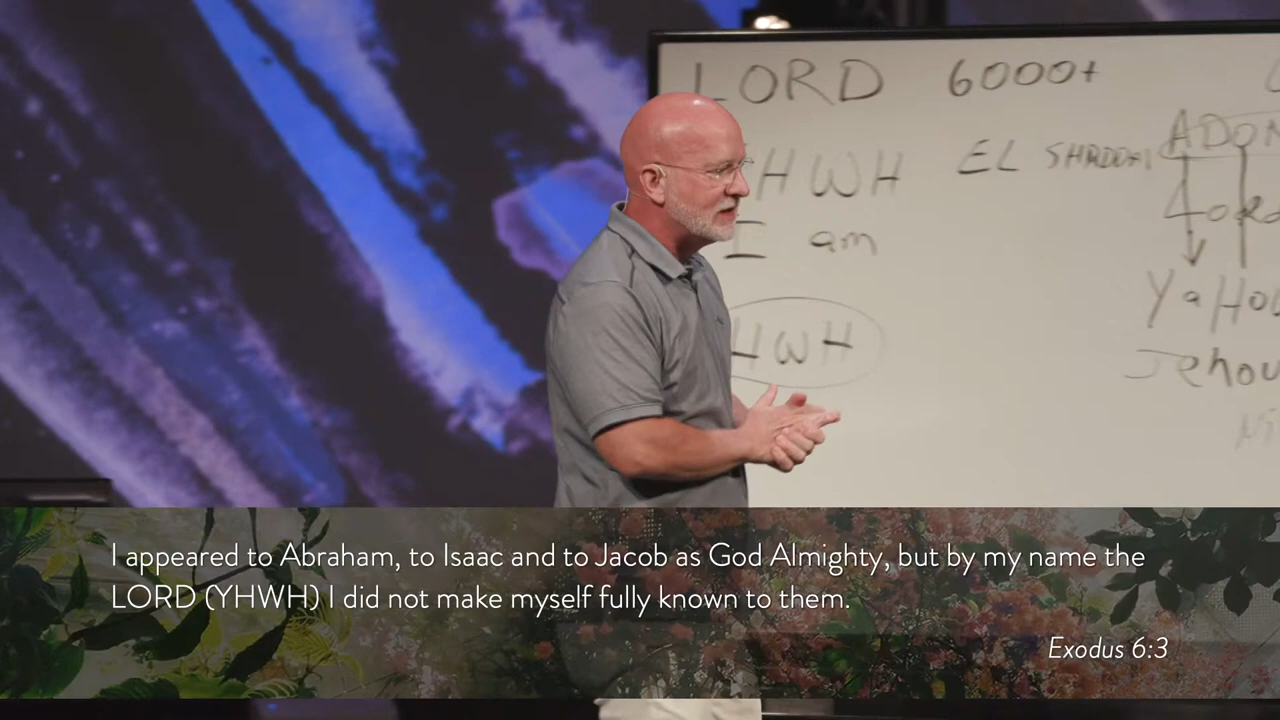 LORD 6000+
HWH EL SHADDAI ADON
I am Lord
YaHo
HWH Jehov
I appeared to Abraham, to Isaac and to Jacob as God Almighty, but by my name the
LORD (YHWH) I did not make myself fully known to them.
Exodus 6:3